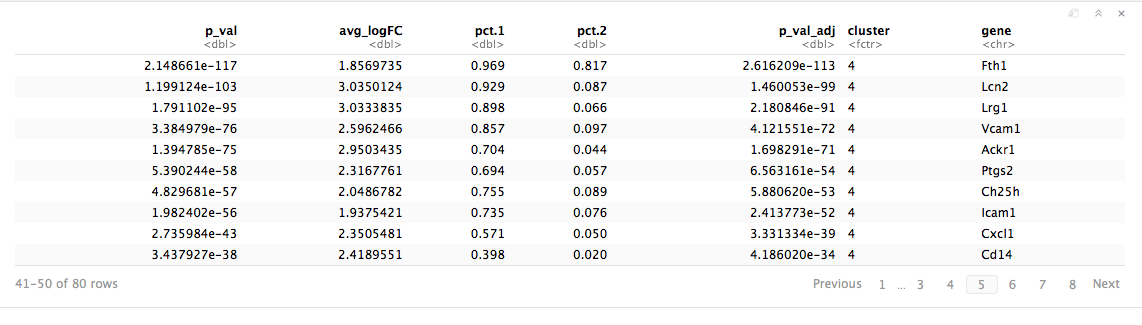 p_val avg_logFC pct.1 pct.2 p_val_adj cluster gene
<dbl> <dbl> <dbl> <dbl> <dbl> <fctr> <chr>
2.148661e-117 1.8569735 0.969 0.817 2.616209e-113 4 Fth1
1.199124e-103 3.0350124 0.929 0.087 1.460053e-99 4 Lcn2
1.791102e-95 3.0333835 0.898 0.066 2.180846e-91 4 Lrg1
3.384979e-76 2.5962466 0.857 0.097 4.121551e-72 4 Vcam1
1.394785e-75 2.9503435 0.704 0.044 1.698291e-71 4 Ackr1
5.390244e-58 2.3167761 0.694 0.057 6.563161e-54 4 Ptgs2
4.829681e-57 2.0486782 0.755 0.089 5.880620e-53 4 Ch25h
1.982402e-56 1.9375421 0.735 0.076 2.413773e-52 4 Icam1
2.735984e-43 2.3505481 0.571 0.050 3.331334e-39 4 Cxcl1
3.437927e-38 2.4189551 0.398 0.020 4.186020e-34 4 Cd14
41-50 of 80 rows Previous 1 ... 3 4 5 6 7 8 Next